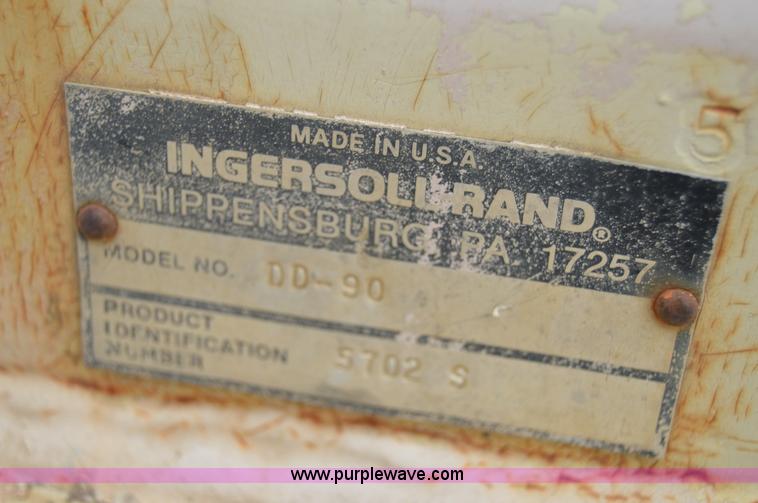 5
MADE IN U.S.A.
INGERSOLL-RAND®
SHIPPENSBURG, PA. 17257
MODEL NO. DD-90
PRODUCT
IDENTIFICATION
NUMBER
5702 S
www.purplewave.com